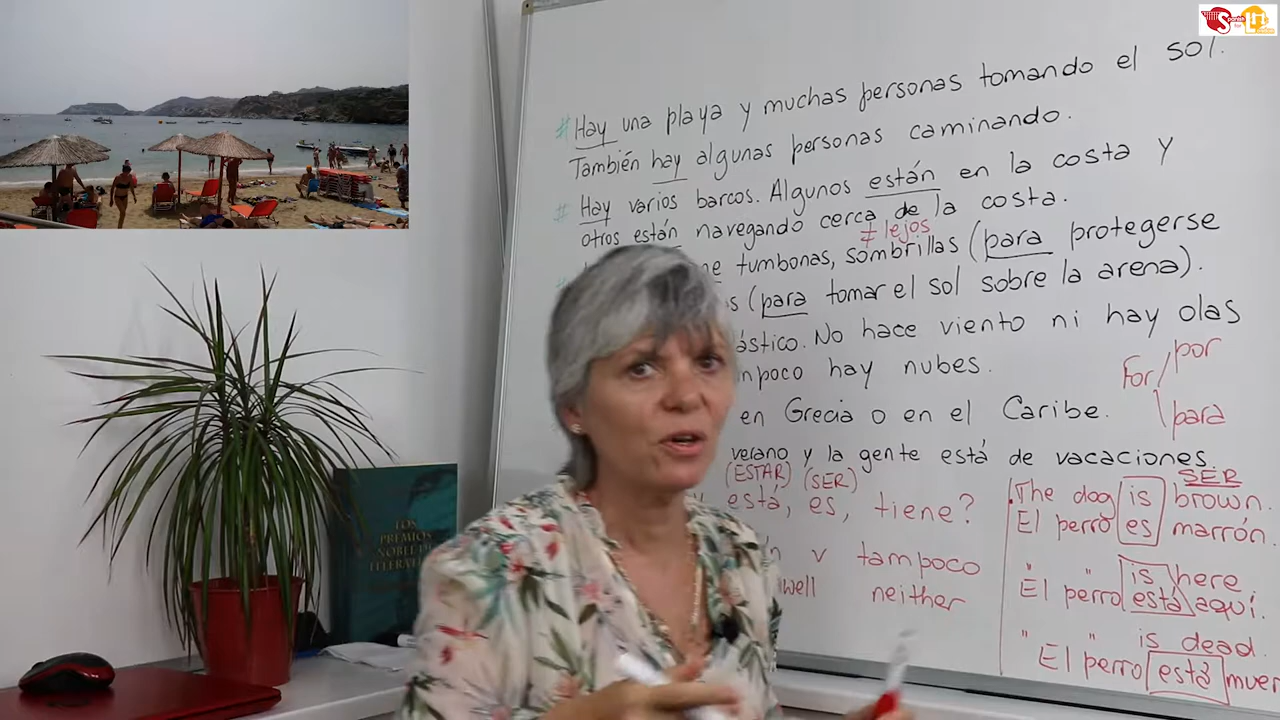 # Hay una playa y muchas personas tomando el sol.
También hay algunas personas caminando.
# Hay varios barcos. Algunos están en la costa y
otros están navegando cerca de la costa.
≠ lejos
tumbonas, sombrillas (para protegerse
(para tomar el sol sobre la arena).
No hace viento ni hay olas
hay nubes.
en Grecia o en el Caribe.
verano y la gente está de vacaciones.
For por
para
(ESTAR) (SER)
está, es, tiene?
v tampoco
well neither
SER
The dog is brown.
El perro es marrón.
" " is here
El perro está aquí.
" " is dead.
El perro está muer
LOS
PREMIOS
NOBEL DE
LITERATURA
Spanish